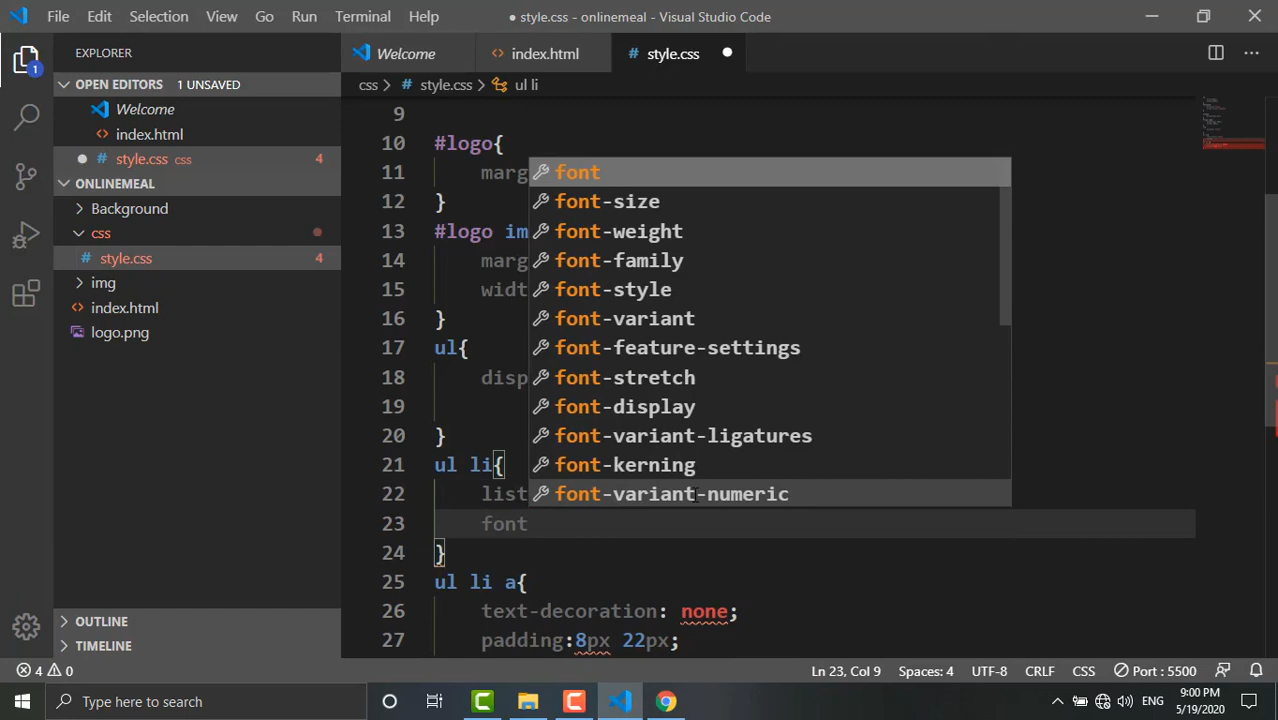 File Edit Selection View Go Run Terminal Help ● style.css - onlinemeal - Visual Studio Code
EXPLORER
Welcome index.html # style.css
OPEN EDITORS 1 UNSAVED
css > # style.css > ul li
Welcome
index.html
# style.css css 4
ONLINEMEAL
Background
css
# style.css 4
img
index.html
logo.png
OUTLINE
TIMELINE
9
10 #logo{
11 marg
12 }
13 #logo im
14 marg
15 widt
16 }
17 ul{
18 disp
19
20 }
21 ul li{
22 list
23 font
24 }
25 ul li a{
26 text-decoration: none;
27 padding:8px 22px;
font
font-size
font-weight
font-family
font-style
font-variant
font-feature-settings
font-stretch
font-display
font-variant-ligatures
font-kerning
font-variant-numeric
1
4 0 Ln 23, Col 9 Spaces: 4 UTF-8 CRLF CSS Port : 5500
Type here to search
ENG 9:00 PM
5/19/2020